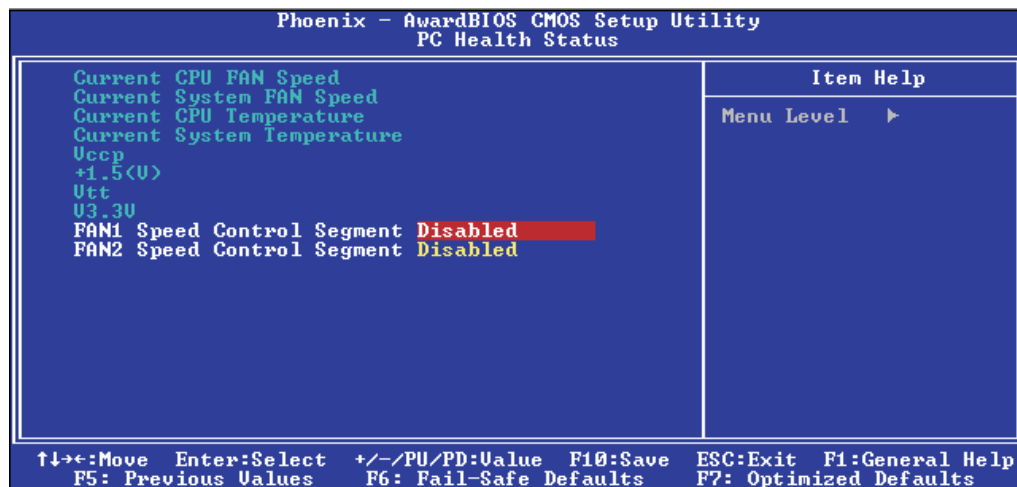 Phoenix - AwardBIOS CMOS Setup Utility
PC Health Status
Current CPU FAN Speed
Current System FAN Speed
Current CPU Temperature
Current System Temperature
Vccp
+1.5(V)
Vtt
V3.3V
FAN1 Speed Control Segment Disabled
FAN2 Speed Control Segment Disabled
Item Help
Menu Level ►
↑↓→←:Move Enter:Select +/-/PU/PD:Value F10:Save ESC:Exit F1:General Help
F5: Previous Values F6: Fail-Safe Defaults F7: Optimized Defaults